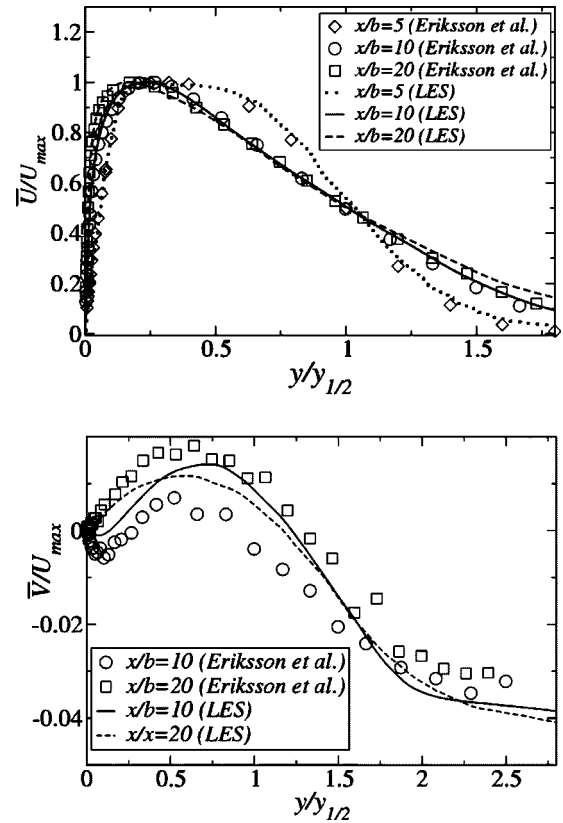 x/b=5 (Eriksson et al.)
x/b=10 (Eriksson et al.)
x/b=20 (Eriksson et al.)
x/b=5 (LES)
x/b=10 (LES)
x/b=20 (LES)
1.2
1
0.8
0.6
0.4
0.2
0
U̅/U_max
0 0.5 1 1.5
y/y_1/2
0
-0.02
-0.04
V̅/U_max
x/b=10 (Eriksson et al.)
x/b=20 (Eriksson et al.)
x/b=10 (LES)
x/x=20 (LES)
0 0.5 1 1.5 2 2.5
y/y_1/2